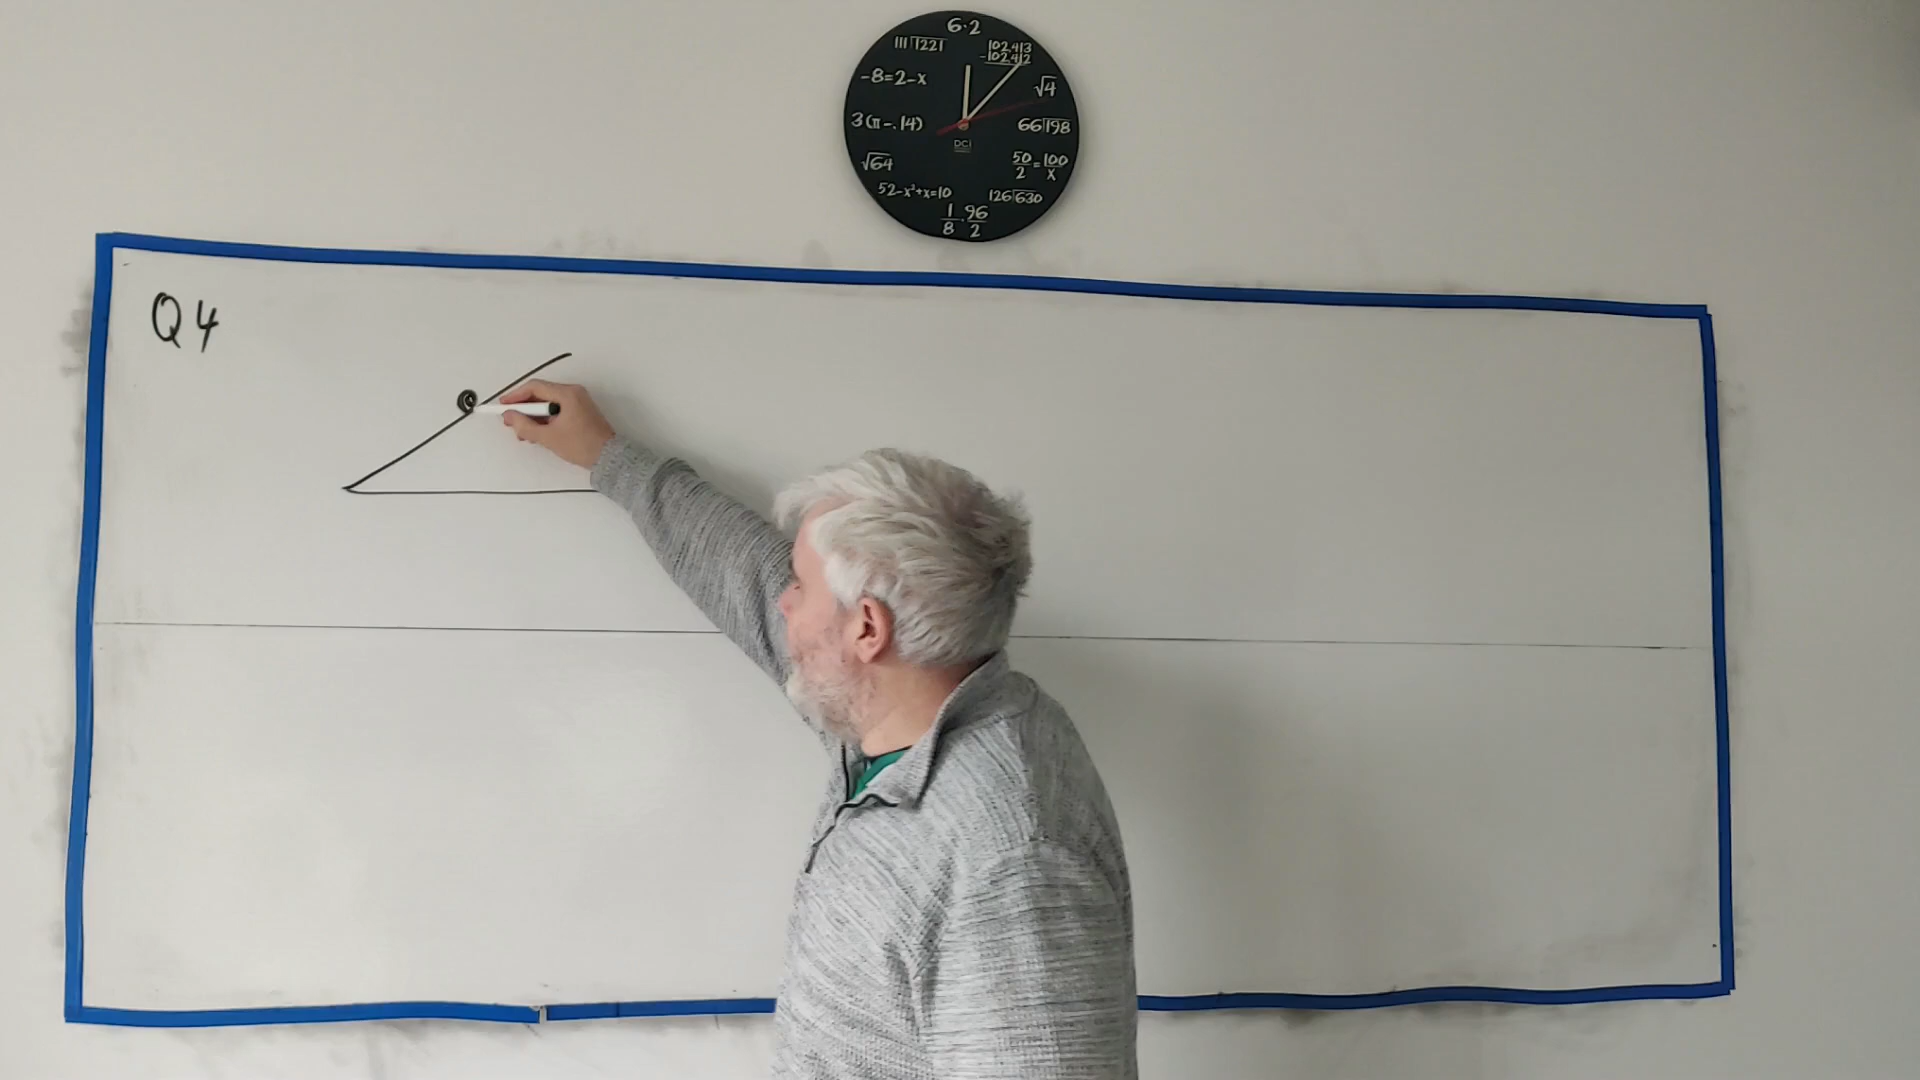 6·2
111⟌1221
102,413
-102,412
-8=2-x
√4
3(π-.14)
66⟌198
√64
50/2=100/x
52-x²+x=10
126⟌630
1/8·96/2
DCI
Q4